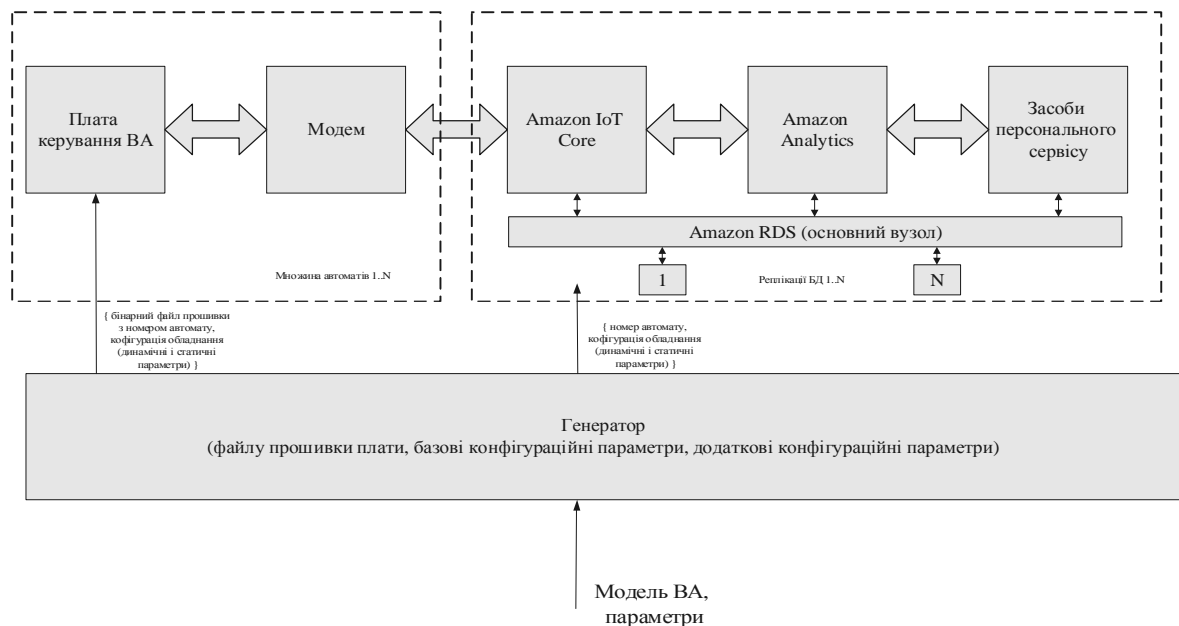 Плата
керування ВА
Модем
Amazon IoT
Core
Amazon
Analytics
Засоби
персонального
сервісу
Amazon RDS (основний вузол)
Множина автоматів 1..N
1
Реплікації БД 1..N
N
{ бінарний файл прошивки
з номером автомату,
кофігурація обладнання
(динамічні і статичні
параметри) }
{ номер автомату,
кофігурація обладнання
(динамічні і статичні
параметри) }
Генератор
(файлу прошивки плати, базові конфігураційні параметри, додаткові конфігураційні параметри)
Модель ВА,
параметри